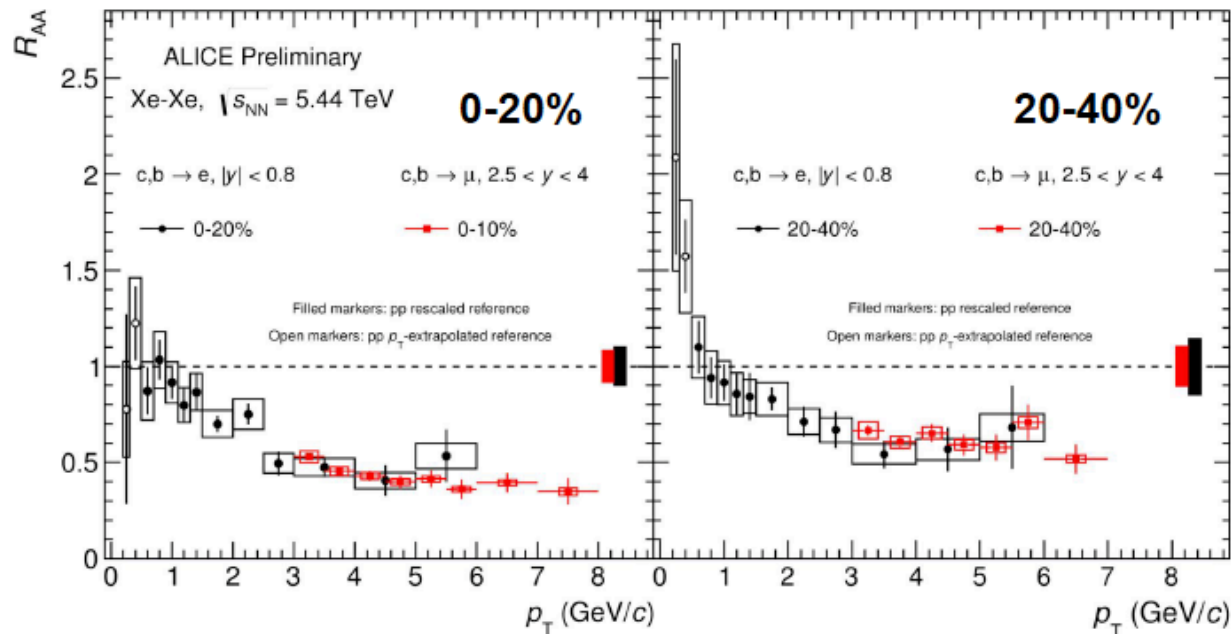 R_AA
2.5
2
1.5
1
0.5
0
ALICE Preliminary
Xe-Xe, √s_NN = 5.44 TeV
0-20%
c,b → e, |y| < 0.8
c,b → μ, 2.5 < y < 4
0-20%
0-10%
Filled markers: pp rescaled reference
Open markers: pp p_T-extrapolated reference
0 1 2 3 4 5 6 7 8
p_T (GeV/c)
20-40%
c,b → e, |y| < 0.8
c,b → μ, 2.5 < y < 4
20-40%
20-40%
Filled markers: pp rescaled reference
Open markers: pp p_T-extrapolated reference
0 1 2 3 4 5 6 7 8
p_T (GeV/c)